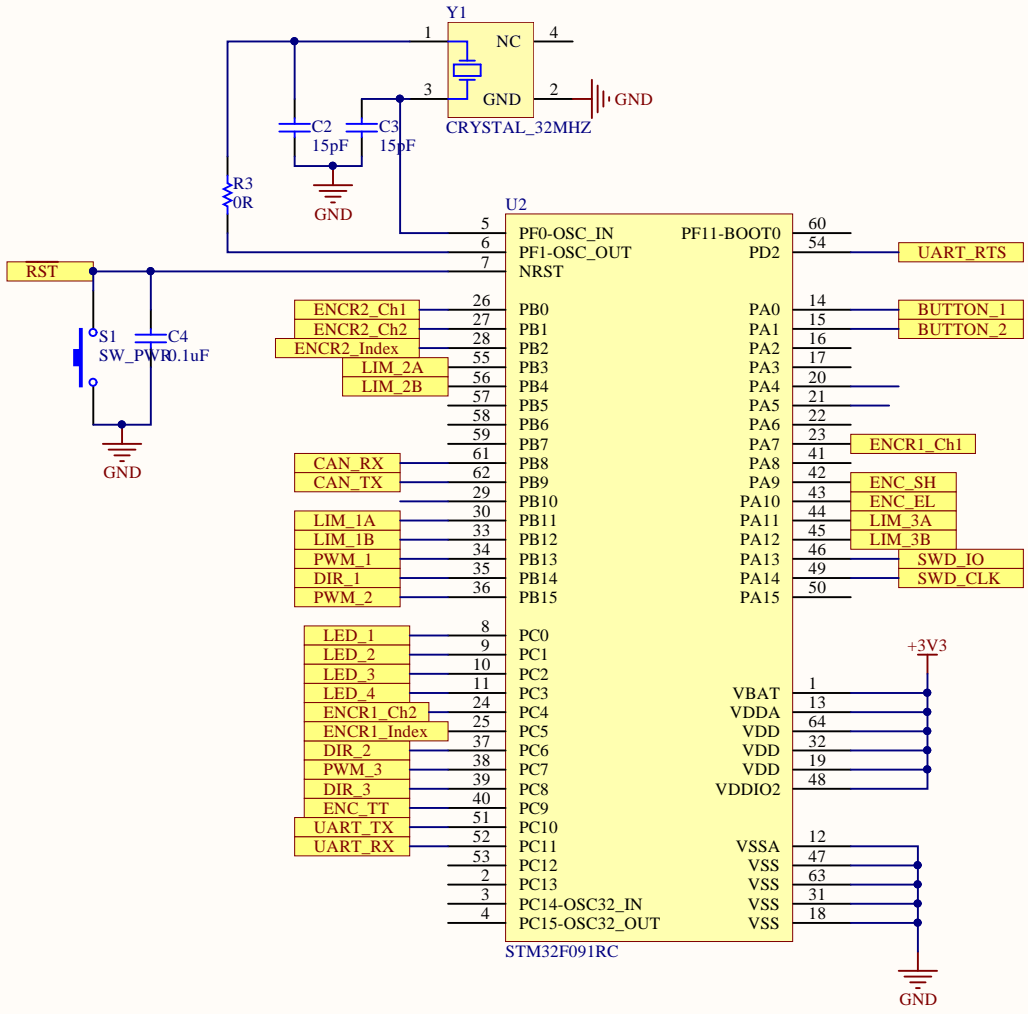 Y1
1 NC 4
3 GND 2 GND
CRYSTAL_32MHZ
C2 C3
15pF 15pF
GND
R3
0R
U2
5 PF0-OSC_IN PF11-BOOT0 60
6 PF1-OSC_OUT PD2 54 UART_RTS
RST 7 NRST
ENCR2_Ch1 26 PB0 PA0 14 BUTTON_1
ENCR2_Ch2 27 PB1 PA1 15 BUTTON_2
ENCR2_Index 28 PB2 PA2 16
LIM_2A 55 PB3 PA3 17
LIM_2B 56 PB4 PA4 20
57 PB5 PA5 21
58 PB6 PA6 22
59 PB7 PA7 23 ENCR1_Ch1
CAN_RX 61 PB8 PA8 41
CAN_TX 62 PB9 PA9 42 ENC_SH
29 PB10 PA10 43 ENC_EL
LIM_1A 30 PB11 PA11 44 LIM_3A
LIM_1B 33 PB12 PA12 45 LIM_3B
PWM_1 34 PB13 PA13 46 SWD_IO
DIR_1 35 PB14 PA14 49 SWD_CLK
PWM_2 36 PB15 PA15 50
S1 C4
SW_PWR 0.1uF
GND
LED_1 8 PC0
LED_2 9 PC1
LED_3 10 PC2
+3V3
LED_4 11 PC3 VBAT 1
ENCR1_Ch2 24 PC4 VDDA 13
ENCR1_Index 25 PC5 VDD 64
DIR_2 37 PC6 VDD 32
PWM_3 38 PC7 VDD 19
DIR_3 39 PC8 VDDIO2 48
ENC_TT 40 PC9
UART_TX 51 PC10
UART_RX 52 PC11 VSSA 12
53 PC12 VSS 47
2 PC13 VSS 63
3 PC14-OSC32_IN VSS 31
4 PC15-OSC32_OUT VSS 18
STM32F091RC
GND